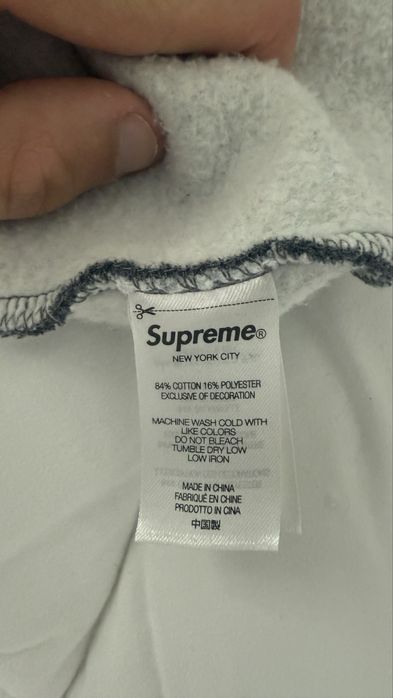 Supreme®
NEW YORK CITY
84% COTTON 16% POLYESTER
EXCLUSIVE OF DECORATION
MACHINE WASH COLD WITH
LIKE COLORS
DO NOT BLEACH
TUMBLE DRY LOW
LOW IRON
MADE IN CHINA
FABRIQUÉ EN CHINE
PRODOTTO IN CINA
中国製